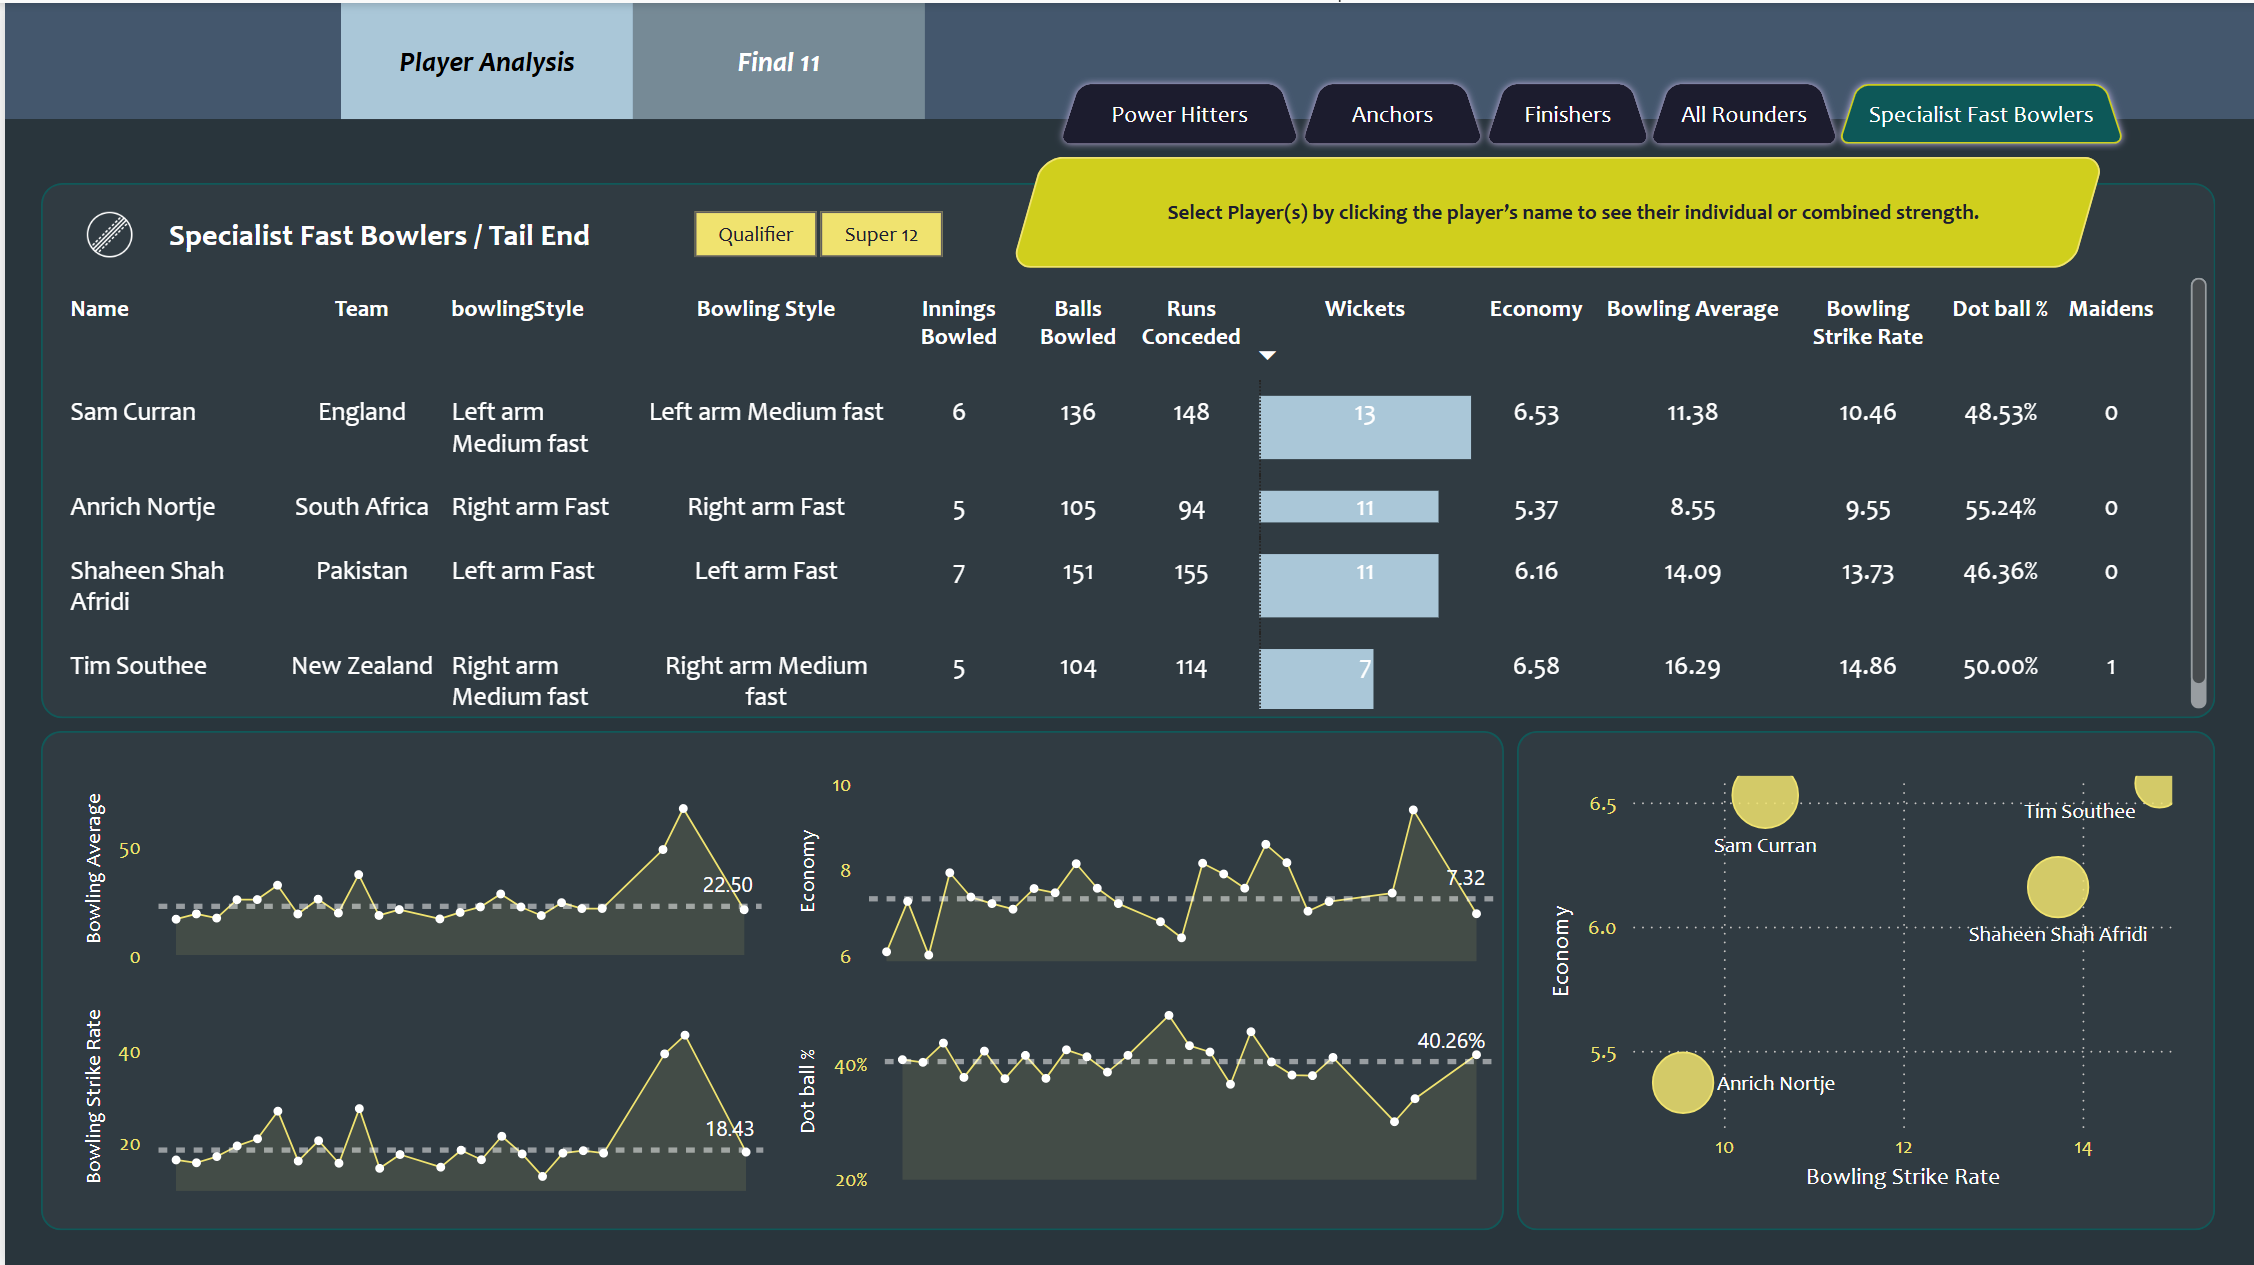 Player Analysis
Final 11
Power Hitters
Anchors
Finishers
All Rounders
Specialist Fast Bowlers
Select Player(s) by clicking the player's name to see their individual or combined strength.
Specialist Fast Bowlers / Tail End
Qualifier
Super 12
Name Team bowlingStyle Bowling Style Innings Bowled Balls Bowled Runs Conceded Wickets Economy Bowling Average Bowling Strike Rate Dot ball % Maidens
Sam Curran England Left arm Medium fast Left arm Medium fast 6 136 148 13 6.53 11.38 10.46 48.53% 0
Anrich Nortje South Africa Right arm Fast Right arm Fast 5 105 94 11 5.37 8.55 9.55 55.24% 0
Shaheen Shah Afridi Pakistan Left arm Fast Left arm Fast 7 151 155 11 6.16 14.09 13.73 46.36% 0
Tim Southee New Zealand Right arm Medium fast Right arm Medium fast 5 104 114 7 6.58 16.29 14.86 50.00% 1
Bowling Average
50
0
22.50
Economy
10
8
6
7.32
Bowling Strike Rate
40
20
18.43
Dot ball %
40%
20%
40.26%
Economy
6.5
6.0
5.5
Sam Curran
Tim Southee
Shaheen Shah Afridi
Anrich Nortje
10
12
14
Bowling Strike Rate